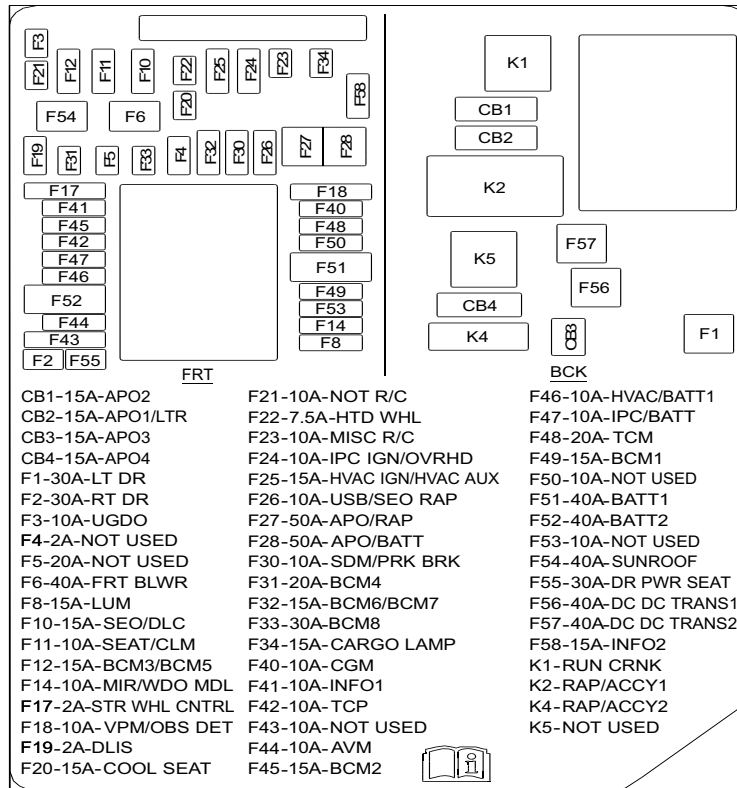 F3
F21
F12
F11
F10
F22
F25
F24
F23
F34
F58
F20
F54
F6
F19
F31
F5
F33
F4
F32
F30
F26
F27
F28
F17
F41
F45
F42
F47
F46
F52
F44
F43
F2
F55
F18
F40
F48
F50
F51
F49
F53
F14
F8
FRT
K1
CB1
CB2
K2
F57
K5
F56
CB4
K4
CB3
F1
BCK
CB1-15A-APO2
CB2-15A-APO1/LTR
CB3-15A-APO3
CB4-15A-APO4
F1-30A-LT DR
F2-30A-RT DR
F3-10A-UGDO
F4-2A-NOT USED
F5-20A-NOT USED
F6-40A-FRT BLWR
F8-15A-LUM
F10-15A-SEO/DLC
F11-10A-SEAT/CLM
F12-15A-BCM3/BCM5
F14-10A-MIR/WDO MDL
F17-2A-STR WHL CNTRL
F18-10A-VPM/OBS DET
F19-2A-DLIS
F20-15A-COOL SEAT
F21-10A-NOT R/C
F22-7.5A-HTD WHL
F23-10A-MISC R/C
F24-10A-IPC IGN/OVRHD
F25-15A-HVAC IGN/HVAC AUX
F26-10A-USB/SEO RAP
F27-50A-APO/RAP
F28-50A-APO/BATT
F30-10A-SDM/PRK BRK
F31-20A-BCM4
F32-15A-BCM6/BCM7
F33-30A-BCM8
F34-15A-CARGO LAMP
F40-10A-CGM
F41-10A-INFO1
F42-10A-TCP
F43-10A-NOT USED
F44-10A-AVM
F45-15A-BCM2
F46-10A-HVAC/BATT1
F47-10A-IPC/BATT
F48-20A-TCM
F49-15A-BCM1
F50-10A-NOT USED
F51-40A-BATT1
F52-40A-BATT2
F53-10A-NOT USED
F54-40A-SUNROOF
F55-30A-DR PWR SEAT
F56-40A-DC DC TRANS1
F57-40A-DC DC TRANS2
F58-15A-INFO2
K1-RUN CRNK
K2-RAP/ACCY1
K4-RAP/ACCY2
K5-NOT USED
i